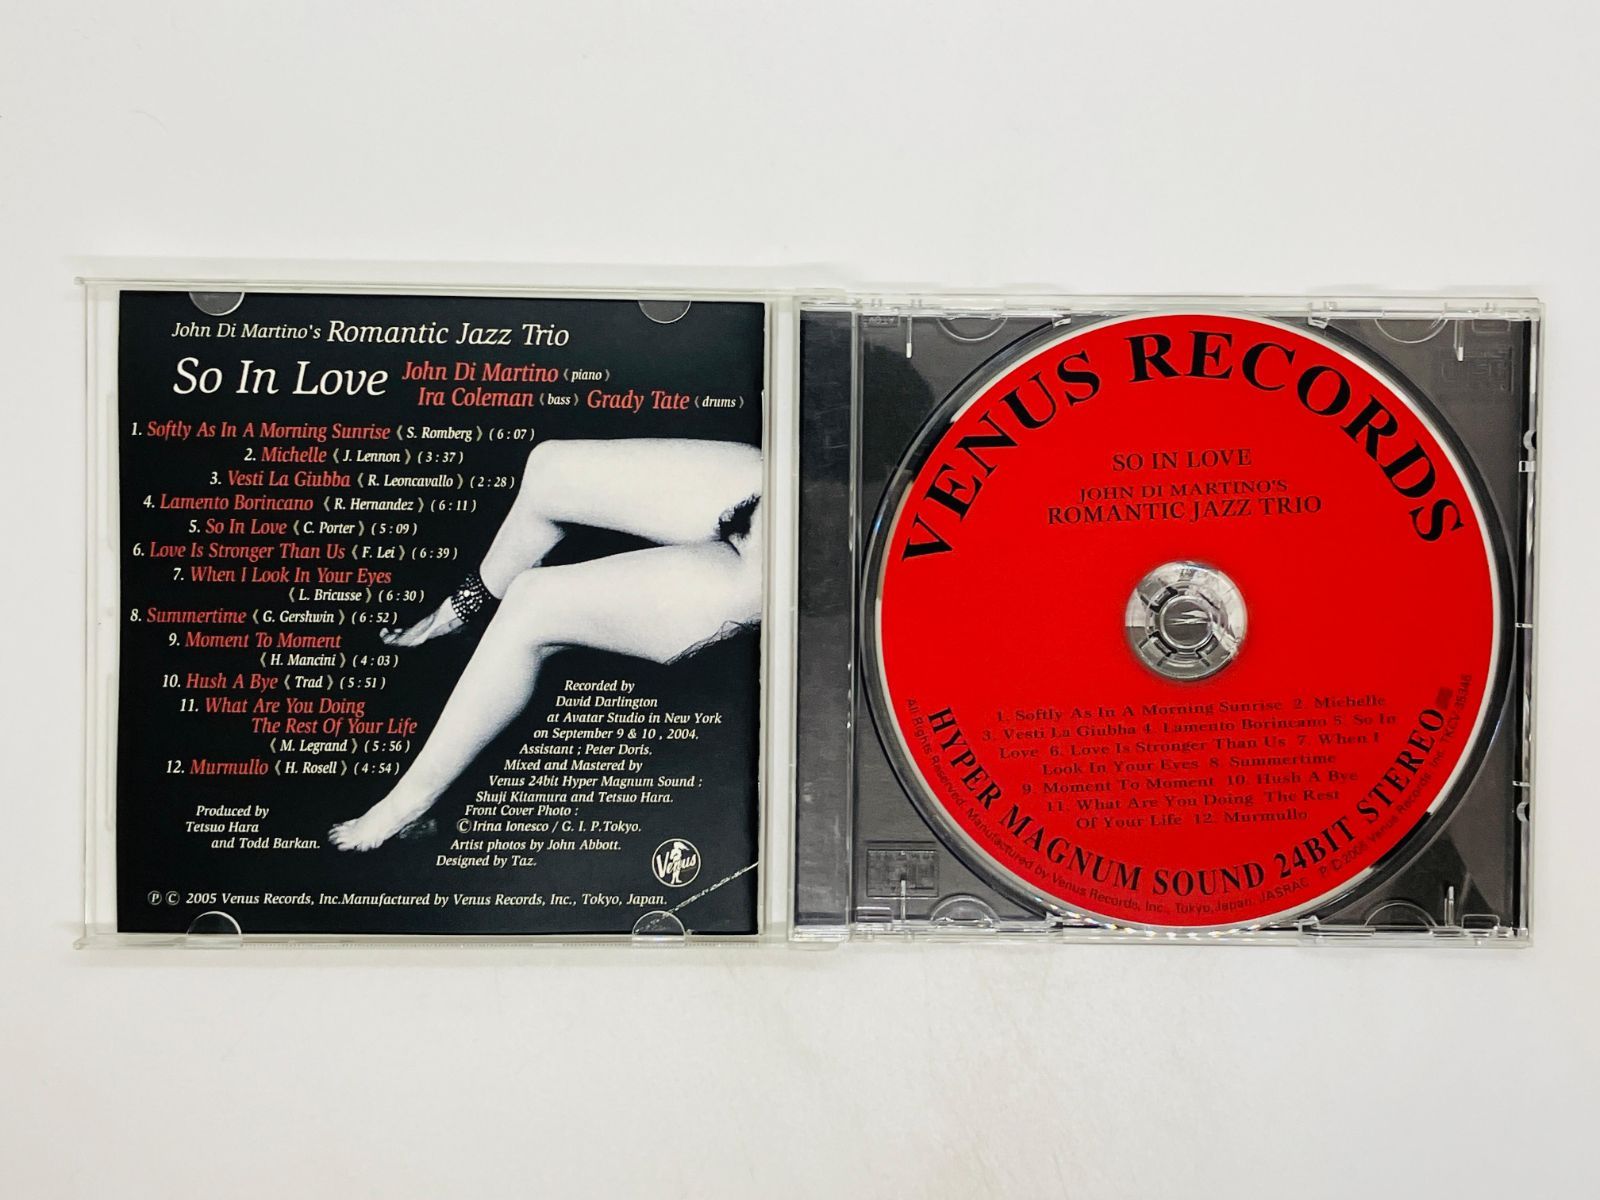 John Di Martino's Romantic Jazz Trio
So In Love
John Di Martino《piano》
Ira Coleman《bass》Grady Tate《drums》
1. Softly As In A Morning Sunrise《S. Romberg》(6:07)
2. Michelle《J. Lennon》(3:37)
3. Vesti La Giubba《R. Leoncavallo》(2:28)
4. Lamento Borincano《R. Hernandez》(6:11)
5. So In Love《C. Porter》(5:09)
6. Love Is Stronger Than Us《F. Lei》(6:39)
7. When I Look In Your Eyes
《L. Bricusse》(6:30)
8. Summertime《G. Gershwin》(6:52)
9. Moment To Moment
《H. Mancini》(4:03)
10. Hush A Bye《Trad》(5:51)
11. What Are You Doing
The Rest Of Your Life
《M. Legrand》(5:56)
12. Murmullo《H. Rosell》(4:54)
Produced by
Tetsuo Hara
and Todd Barkan.
Recorded by
David Darlington
at Avatar Studio in New York
on September 9 & 10 , 2004.
Assistant ; Peter Doris.
Mixed and Mastered by
Venus 24bit Hyper Magnum Sound :
Shuji Kitamura and Tetsuo Hara.
Front Cover Photo :
©Irina Ionesco / G. I. P.Tokyo.
Artist photos by John Abbott.
Designed by Taz.
Venus
Ⓟ © 2005 Venus Records, Inc.Manufactured by Venus Records, Inc., Tokyo, Japan.
VENUS RECORDS
SO IN LOVE
JOHN DI MARTINO'S
ROMANTIC JAZZ TRIO
1. Softly As In A Morning Sunrise 2. Michelle
3. Vesti La Giubba 4. Lamento Borincano 5. So In
Love 6. Love Is Stronger Than Us 7. When I
Look In Your Eyes 8. Summertime
9. Moment To Moment 10. Hush A Bye
11. What Are You Doing The Rest
Of Your Life 12. Murmullo
HYPER MAGNUM SOUND 24BIT STEREO
All Rights Reserved. Manufactured by Venus Records, Inc., Tokyo, Japan. JASRAC